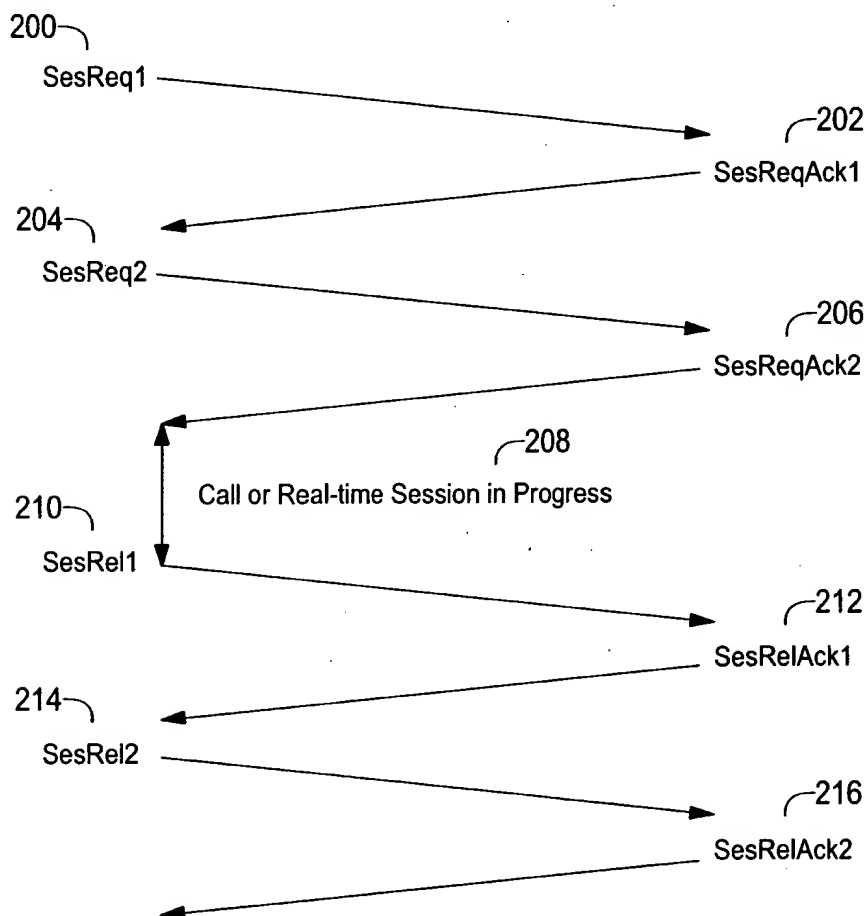 200
SesReq1
202
SesReqAck1
204
SesReq2
206
SesReqAck2
208
Call or Real-time Session in Progress
210
SesRel1
212
SesRelAck1
214
SesRel2
216
SesRelAck2